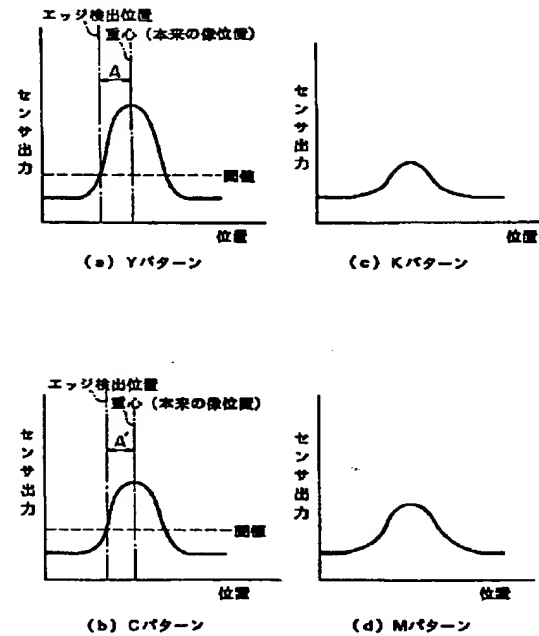 エッジ検出位置
重心（本来の像位置）
A
センサ出力
閾値
位置
（a）Yパターン
センサ出力
位置
（c）Kパターン
エッジ検出位置
重心（本来の像位置）
A′
センサ出力
閾値
位置
（b）Cパターン
センサ出力
位置
（d）Mパターン